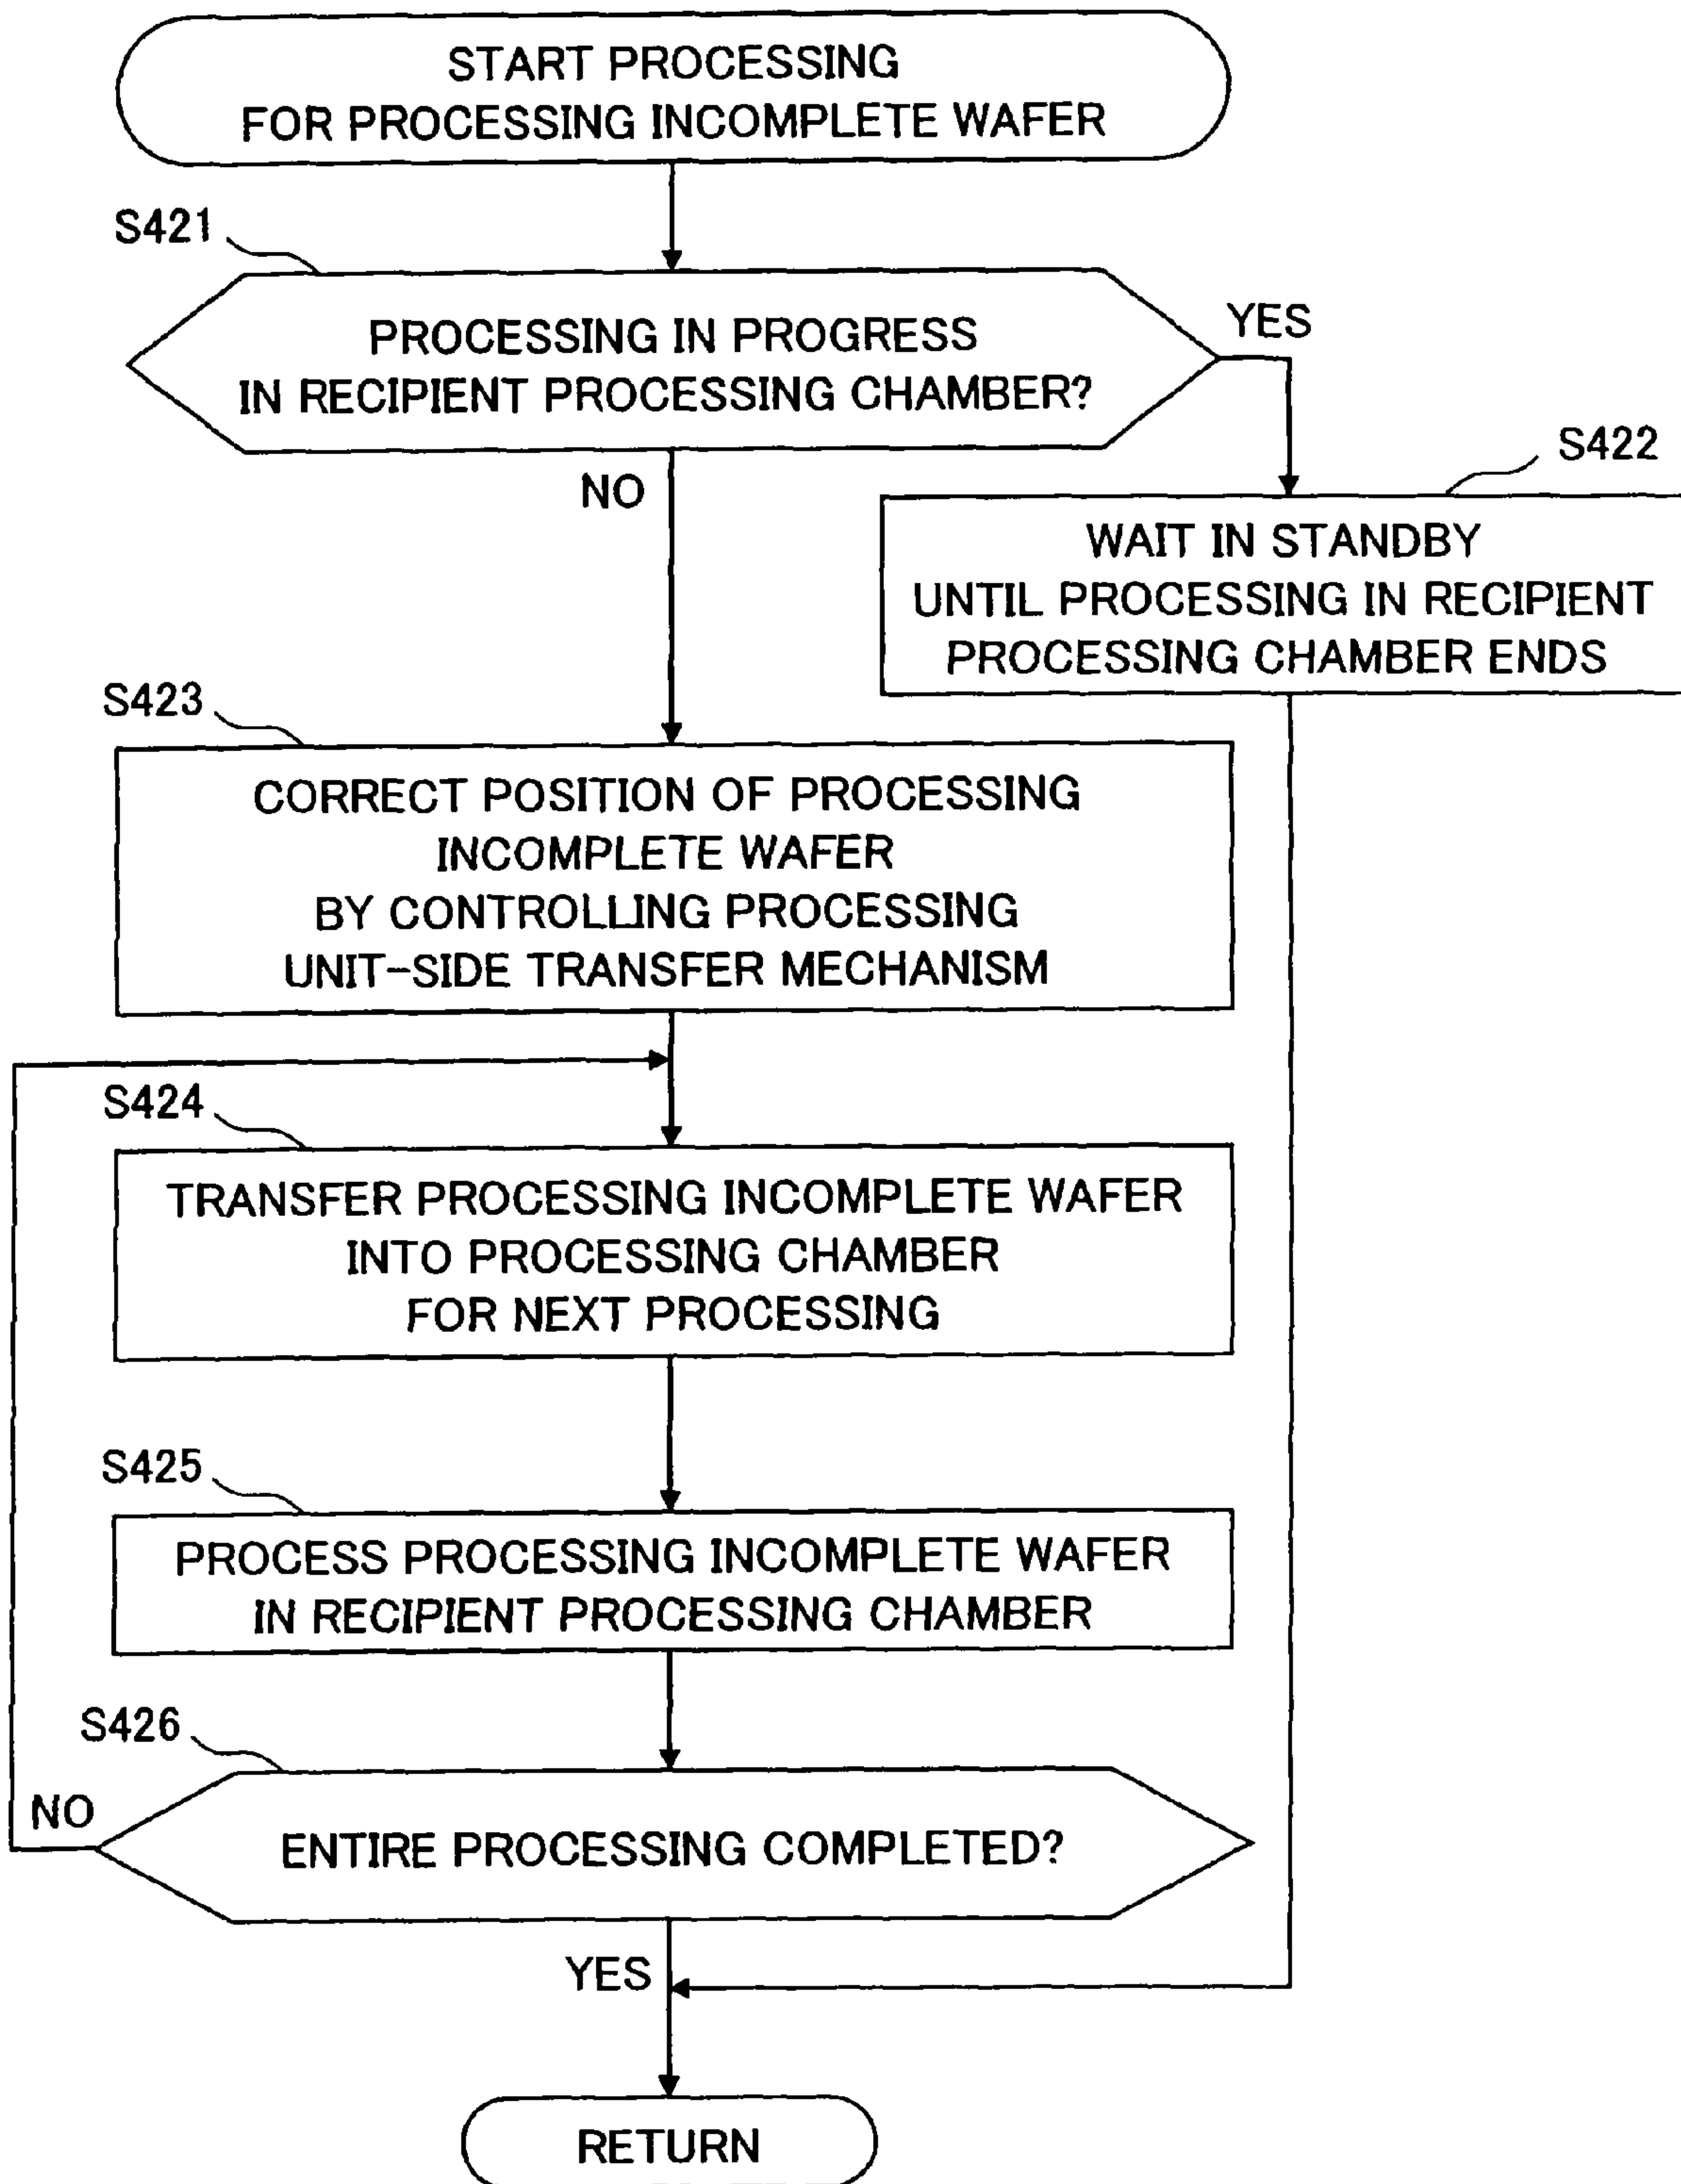 START PROCESSING
FOR PROCESSING INCOMPLETE WAFER
S421
PROCESSING IN PROGRESS
IN RECIPIENT PROCESSING CHAMBER?
YES
NO
S422
WAIT IN STANDBY
UNTIL PROCESSING IN RECIPIENT
PROCESSING CHAMBER ENDS
S423
CORRECT POSITION OF PROCESSING
INCOMPLETE WAFER
BY CONTROLLING PROCESSING
UNIT-SIDE TRANSFER MECHANISM
S424
TRANSFER PROCESSING INCOMPLETE WAFER
INTO PROCESSING CHAMBER
FOR NEXT PROCESSING
S425
PROCESS PROCESSING INCOMPLETE WAFER
IN RECIPIENT PROCESSING CHAMBER
S426
NO
ENTIRE PROCESSING COMPLETED?
YES
RETURN